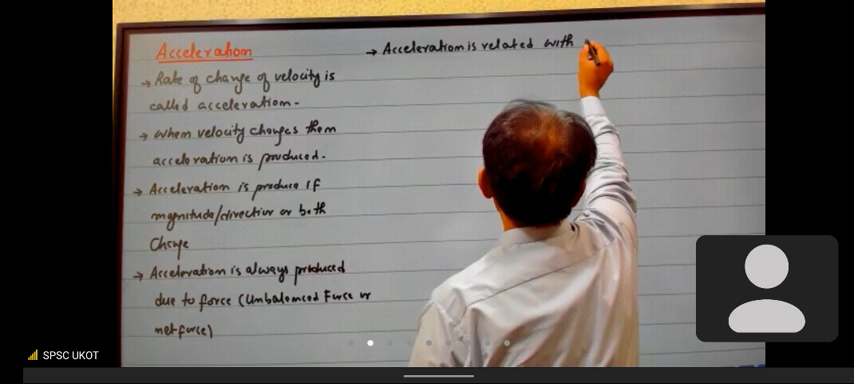 Acceleration
→ Rate of change of velocity is
called acceleration.
→ When velocity changes then
acceleration is produced.
→ Acceleration is produce if
magnitude/direction or both
Change
→ Acceleration is always produced
due to force (Unbalanced Force or
net force)
→ Acceleration is related with
SPSC UKOT